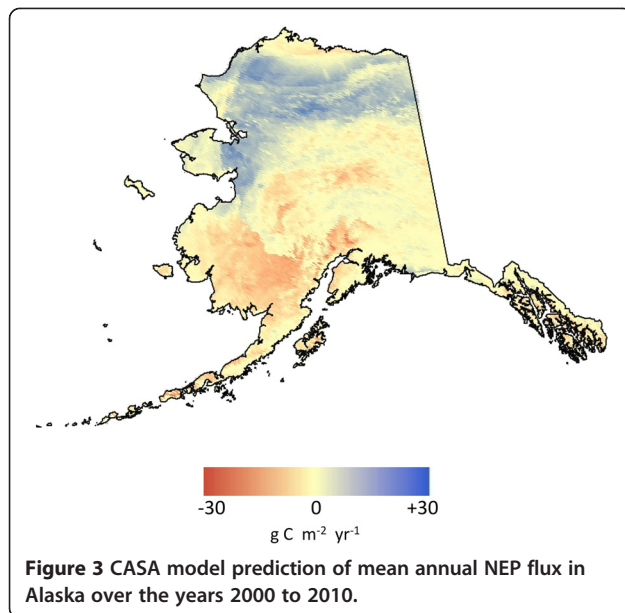 -30 0 +30
g C m-2 yr-1
Figure 3 CASA model prediction of mean annual NEP flux in
Alaska over the years 2000 to 2010.